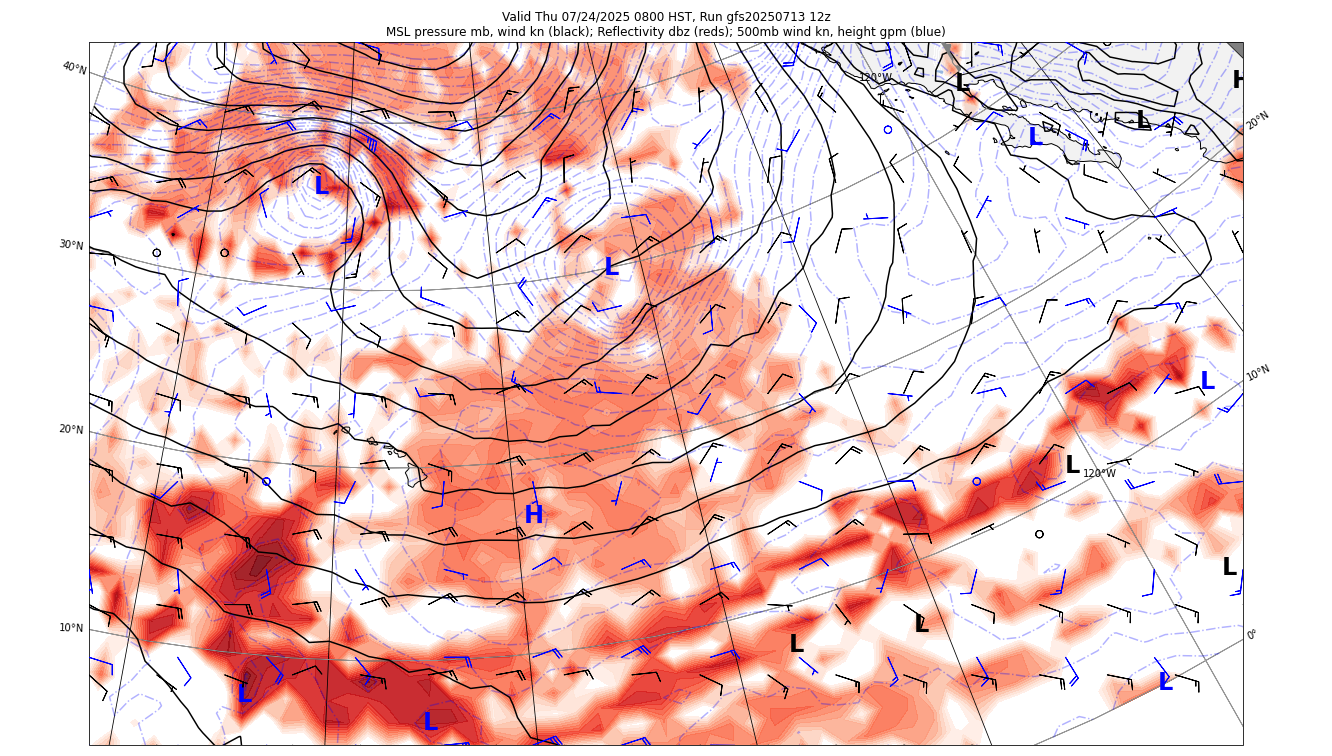 Valid Thu 07/24/2025 0800 HST, Run gfs20250713 12z
MSL pressure mb, wind kn (black); Reflectivity dbz (reds); 500mb wind kn, height gpm (blue)
40°N
120°W
L
H
L
20°N
L
L
30°N
L
10°N
L
20°N
L
120°W
H
L
10°N
L
0°
L
L
L
L